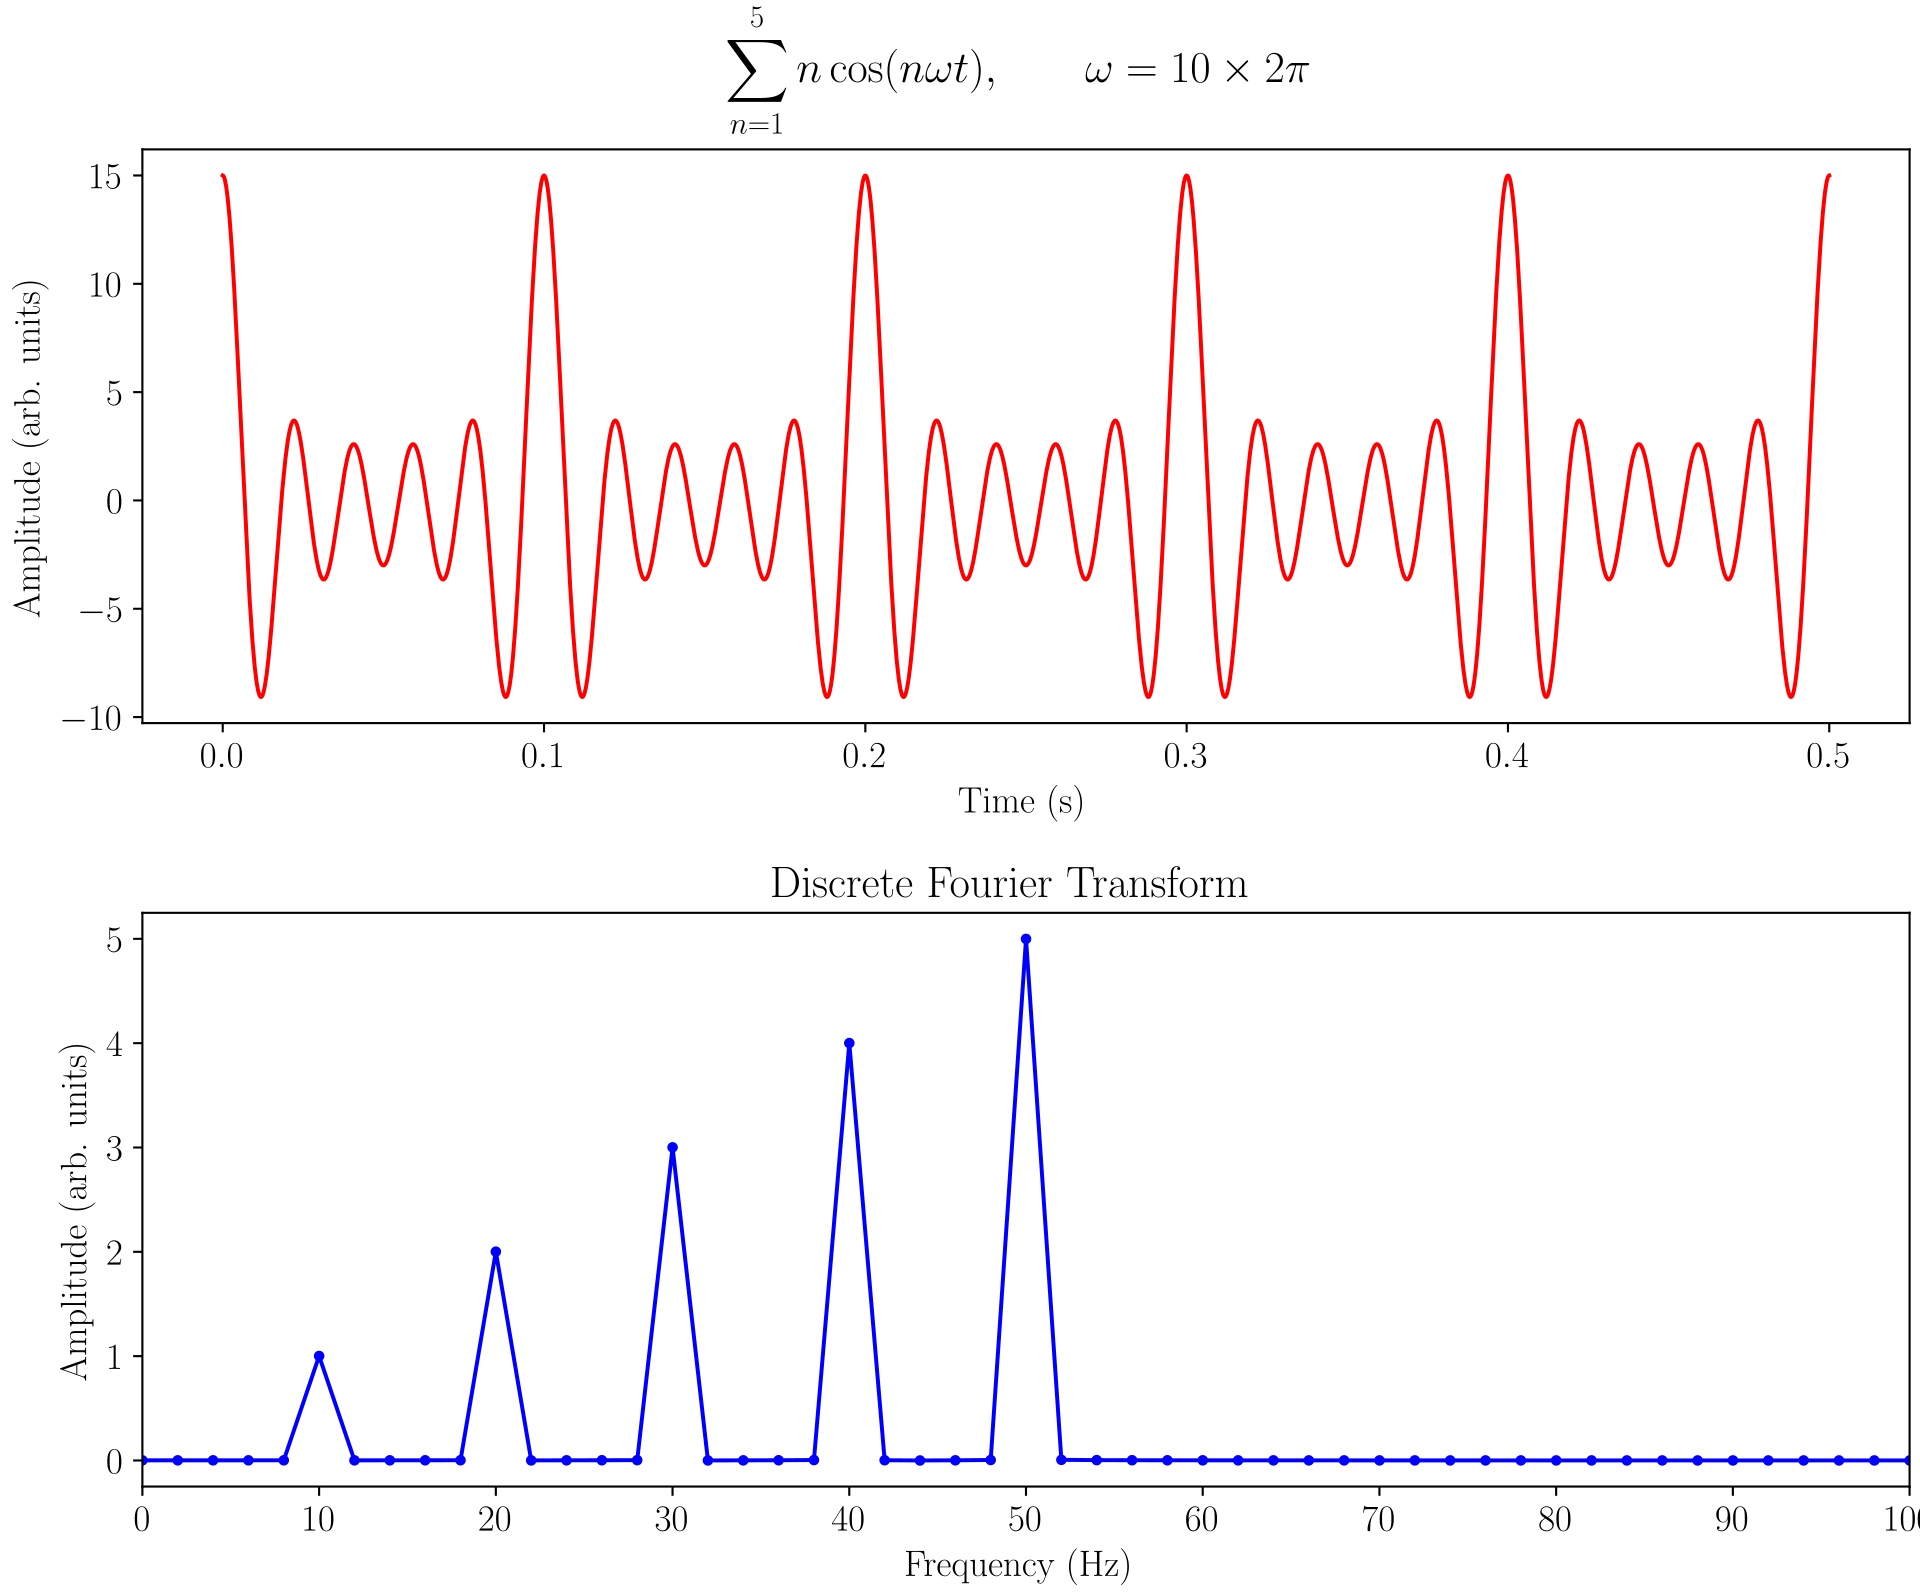 5
∑ n cos(nωt), ω = 10 × 2π
n=1
15
10
5
0
−5
−10
Amplitude (arb. units)
0.0 0.1 0.2 0.3 0.4 0.5
Time (s)
Discrete Fourier Transform
5
4
3
2
1
0
Amplitude (arb. units)
0 10 20 30 40 50 60 70 80 90 100
Frequency (Hz)